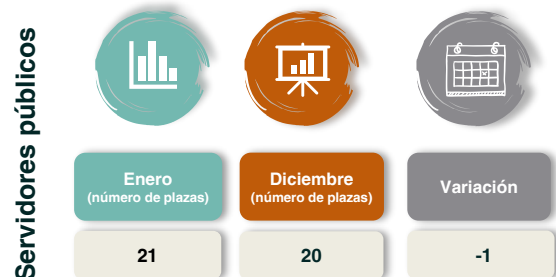 Servidores públicos
Enero
(número de plazas)
Diciembre
(número de plazas)
Variación
21
20
-1